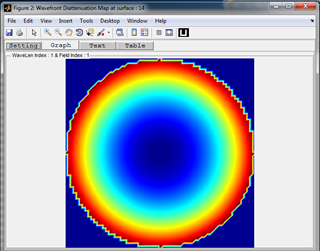 Figure 2: Wavefront Diattenuation Map at surface : 14
File Edit View Insert Tools Desktop Window Help
Setting Graph Text Table
WaveLen Index : 1 & Field Index : 1